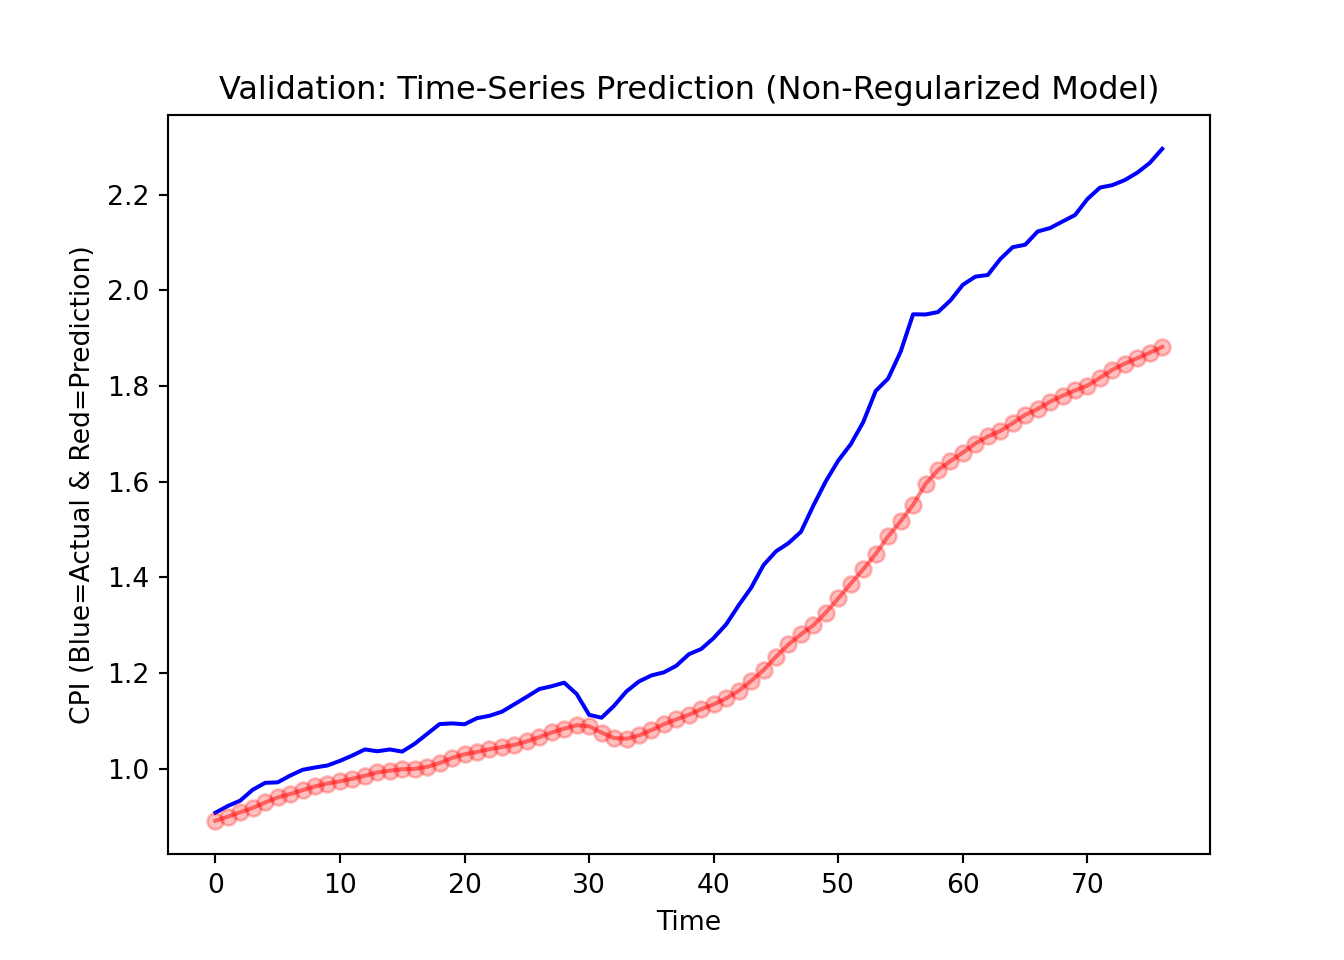 Validation: Time-Series Prediction (Non-Regularized Model)
CPI (Blue=Actual & Red=Prediction)
2.2
2.0
1.8
1.6
1.4
1.2
1.0
0 10 20 30 40 50 60 70
Time